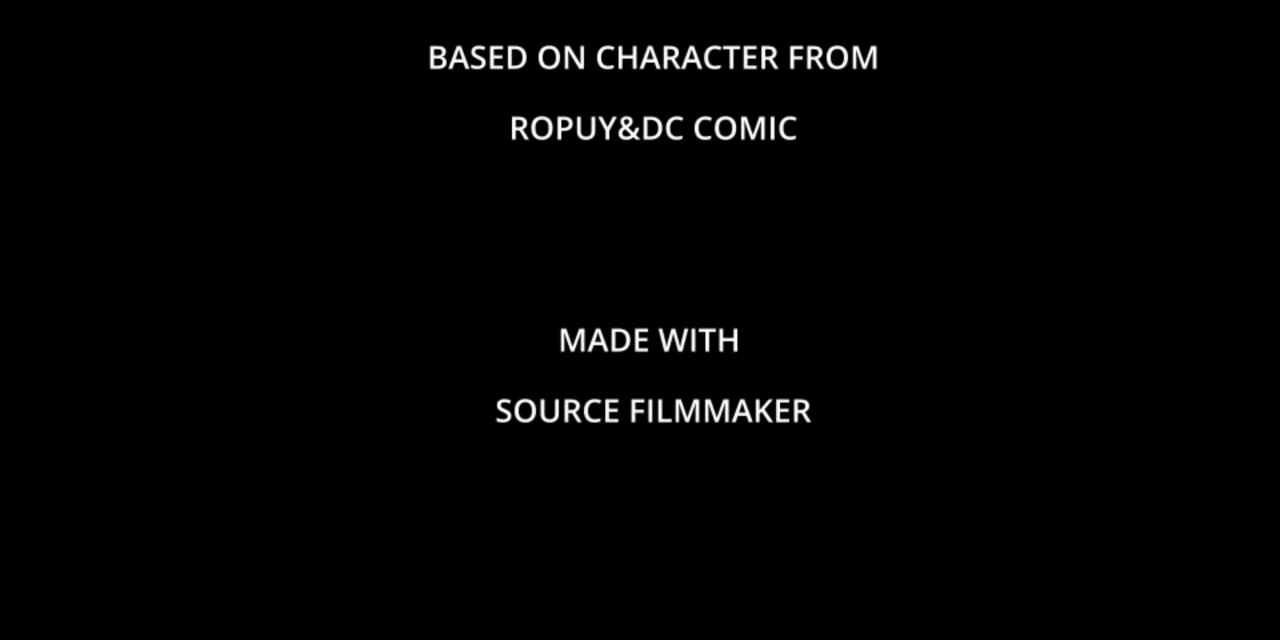 BASED ON CHARACTER FROM
ROPUY&DC COMIC
MADE WITH
SOURCE FILMMAKER